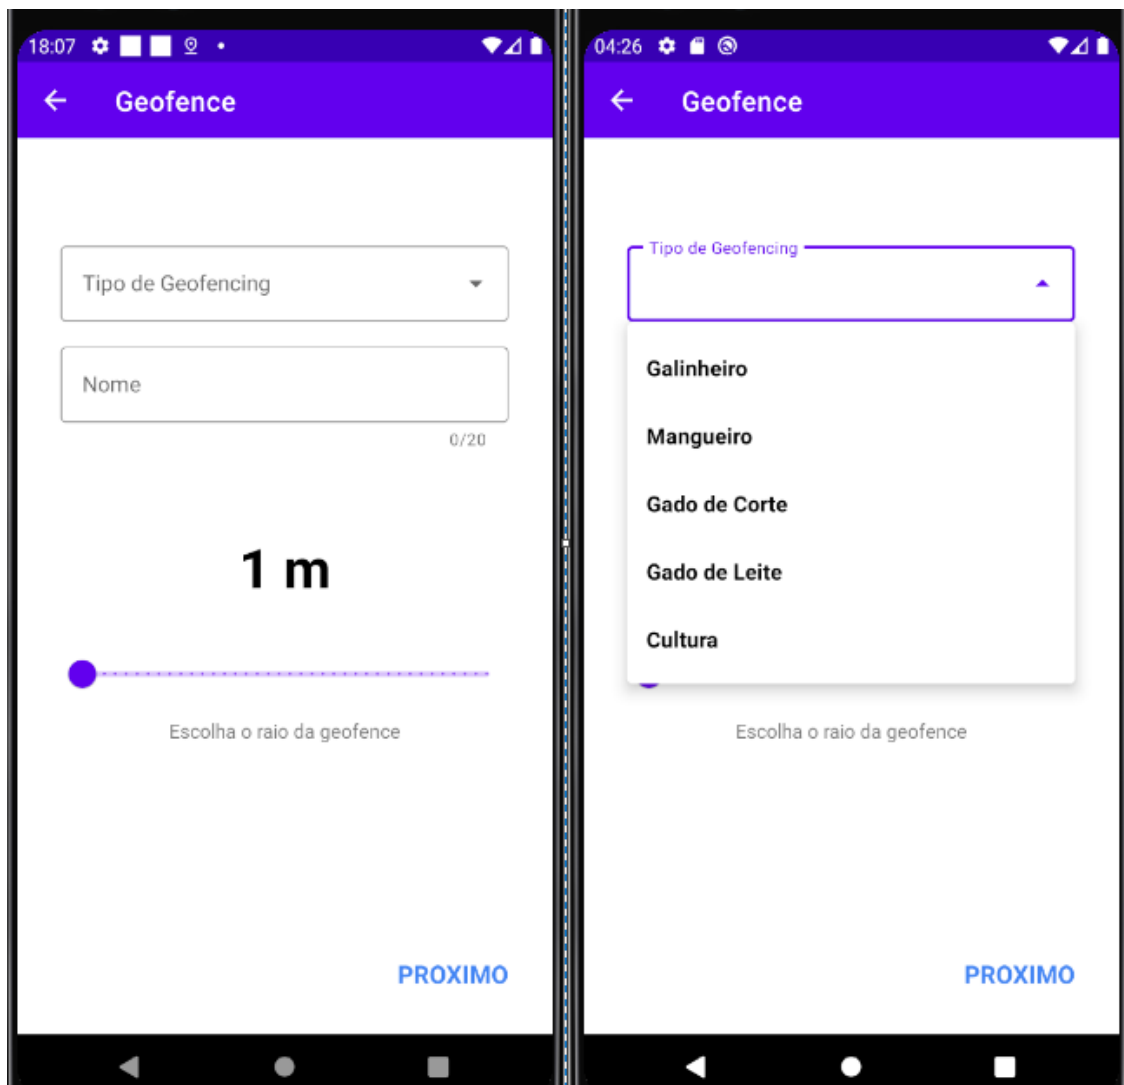 18:07
Geofence
Tipo de Geofencing
Nome
0/20
1 m
Escolha o raio da geofence
PROXIMO
04:26
Geofence
Tipo de Geofencing
Galinheiro
Mangueiro
Gado de Corte
Gado de Leite
Cultura
Escolha o raio da geofence
PROXIMO